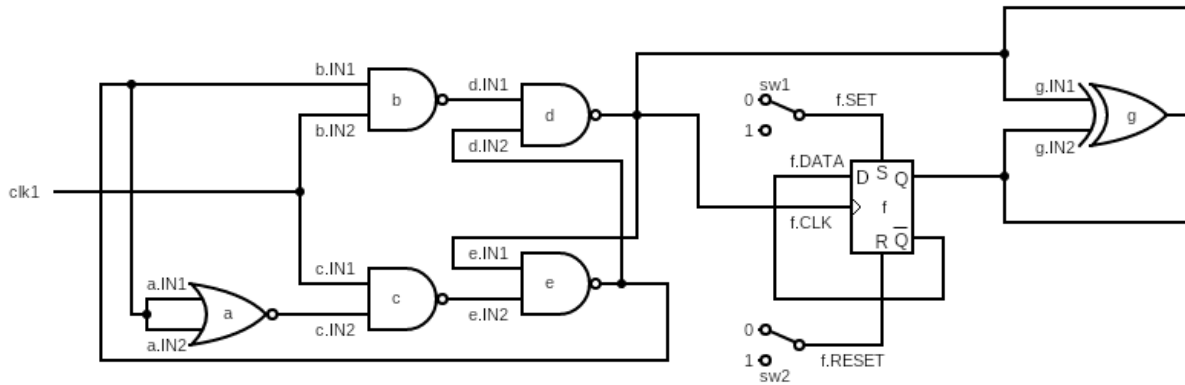 b.IN1
b
b.IN2
d.IN1
d
d.IN2
clk1
c.IN1
c
c.IN2
a.IN1
a
a.IN2
e.IN1
e
e.IN2
sw1
0
1
f.SET
f.DATA
D
S
Q
f
f.CLK
R
Q
0
1
sw2
f.RESET
g.IN1
g
g.IN2